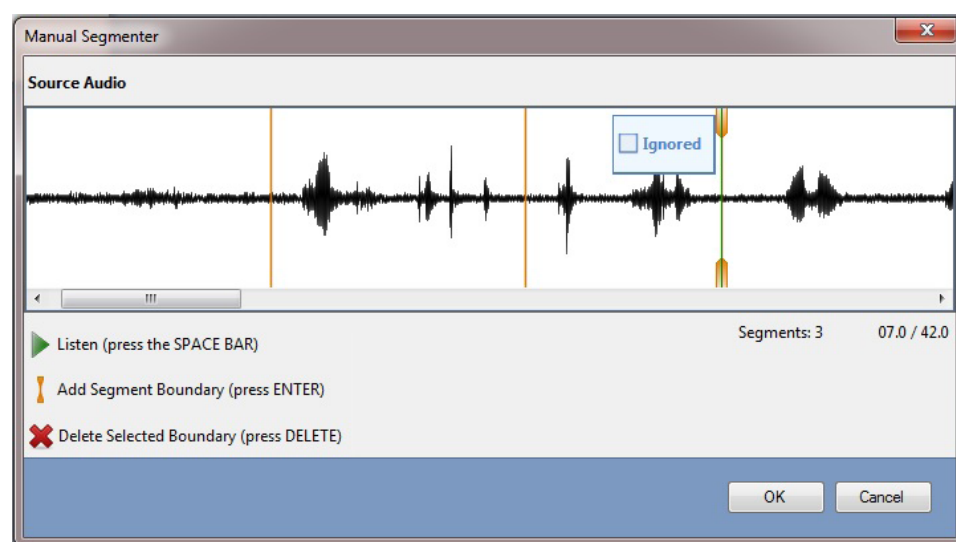 Manual Segmenter
Source Audio
Ignored
Segments: 3 07.0 / 42.0
Listen (press the SPACE BAR)
Add Segment Boundary (press ENTER)
Delete Selected Boundary (press DELETE)
OK Cancel